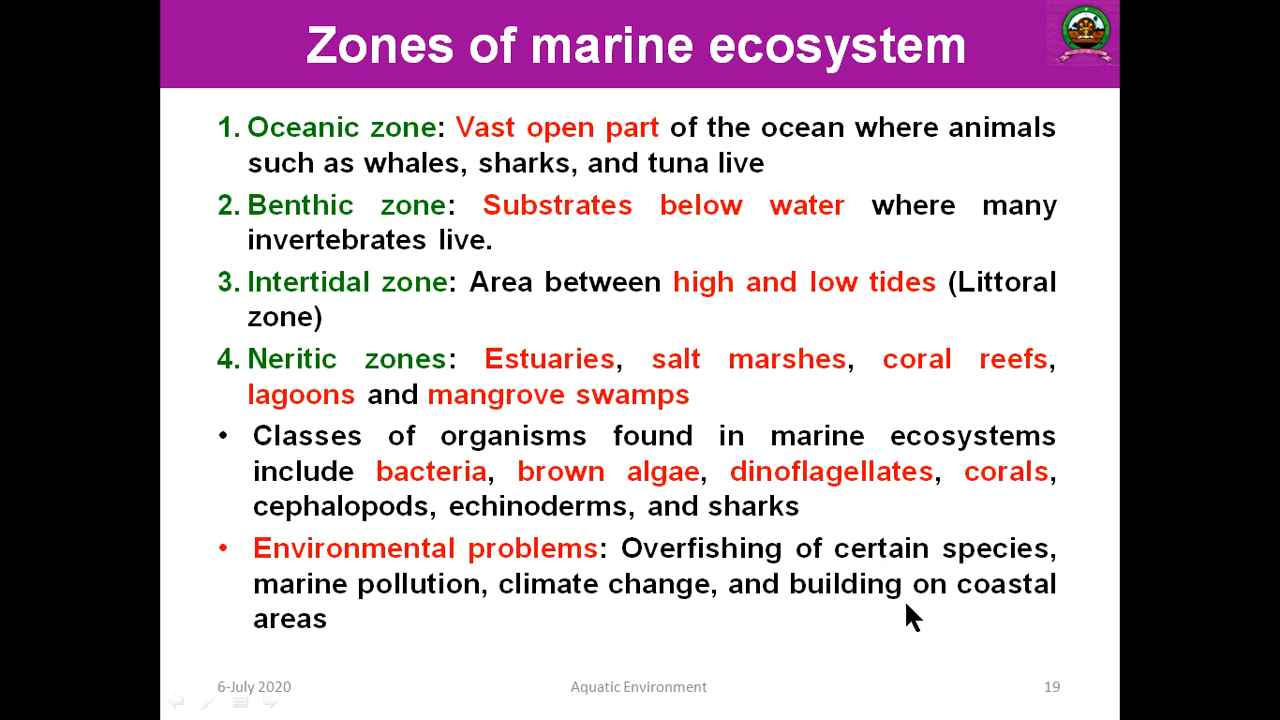 Zones of marine ecosystem
1. Oceanic zone: Vast open part of the ocean where animals
such as whales, sharks, and tuna live
2. Benthic zone: Substrates below water where many
invertebrates live.
3. Intertidal zone: Area between high and low tides (Littoral
zone)
4. Neritic zones: Estuaries, salt marshes, coral reefs,
lagoons and mangrove swamps
• Classes of organisms found in marine ecosystems
include bacteria, brown algae, dinoflagellates, corals,
cephalopods, echinoderms, and sharks
• Environmental problems: Overfishing of certain species,
marine pollution, climate change, and building on coastal
areas
6-July 2020 Aquatic Environment 19